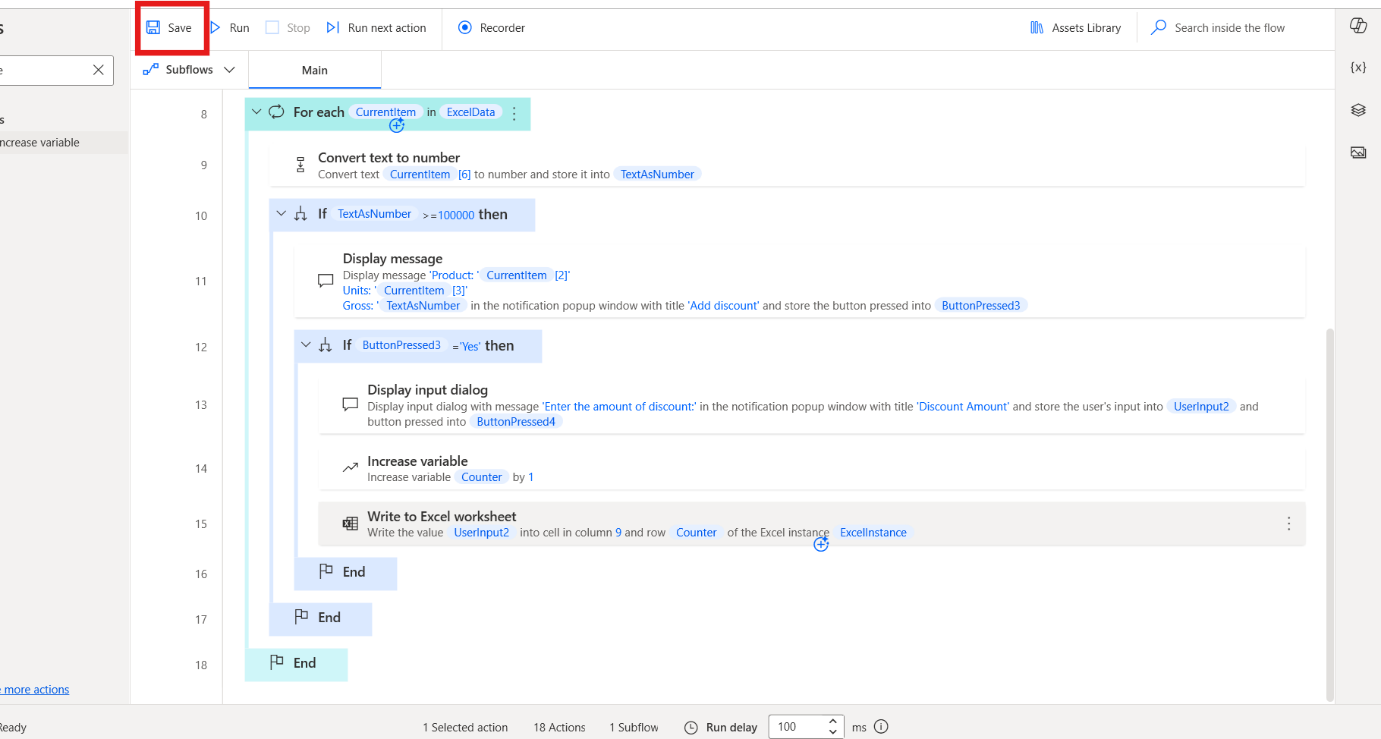 s
Save
Run
Stop
Run next action
Recorder
Assets Library
Search inside the flow
e
Subflows
Main
{x}
s
ncrease variable
8
For each CurrentItem in ExcelData
9
Convert text to number
Convert text CurrentItem [6] to number and store it into TextAsNumber
10
If TextAsNumber >=100000 then
11
Display message
Display message 'Product: ' CurrentItem [2]'
Units: ' CurrentItem [3]'
Gross: ' TextAsNumber in the notification popup window with title 'Add discount' and store the button pressed into ButtonPressed3
12
If ButtonPressed3 ='Yes' then
13
Display input dialog
Display input dialog with message 'Enter the amount of discount:' in the notification popup window with title 'Discount Amount' and store the user's input into UserInput2 and
button pressed into ButtonPressed4
14
Increase variable
Increase variable Counter by 1
15
Write to Excel worksheet
Write the value UserInput2 into cell in column 9 and row Counter of the Excel instance ExcelInstance
16
End
17
End
18
End
e more actions
Ready
1 Selected action
18 Actions
1 Subflow
Run delay
100
ms